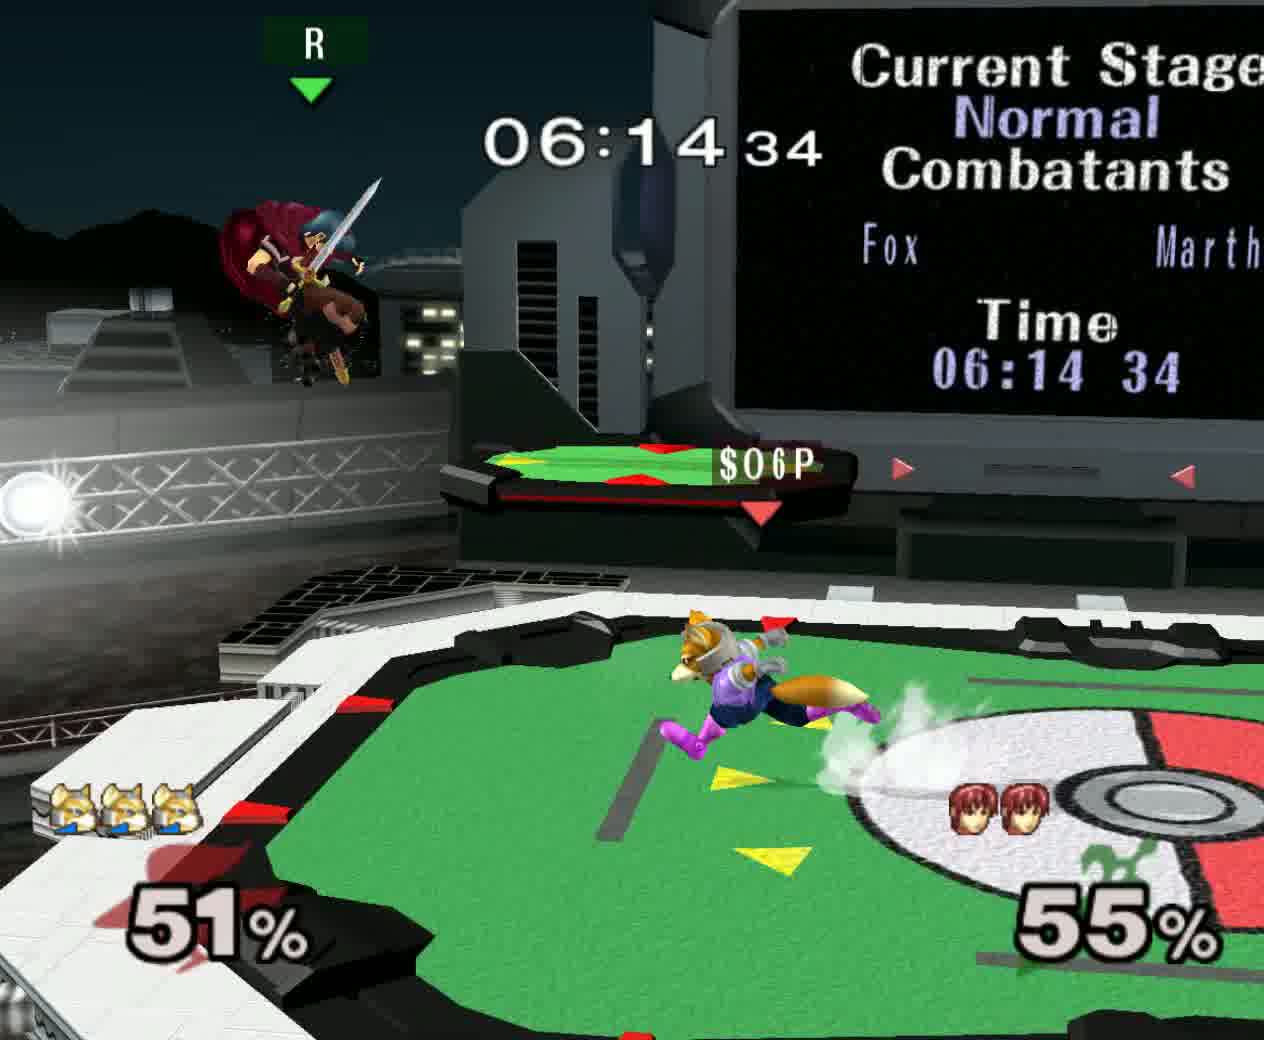 R
06:14 34
Current Stage
Normal
Combatants
Fox Marth
Time
06:14 34
$06P
51%
55%